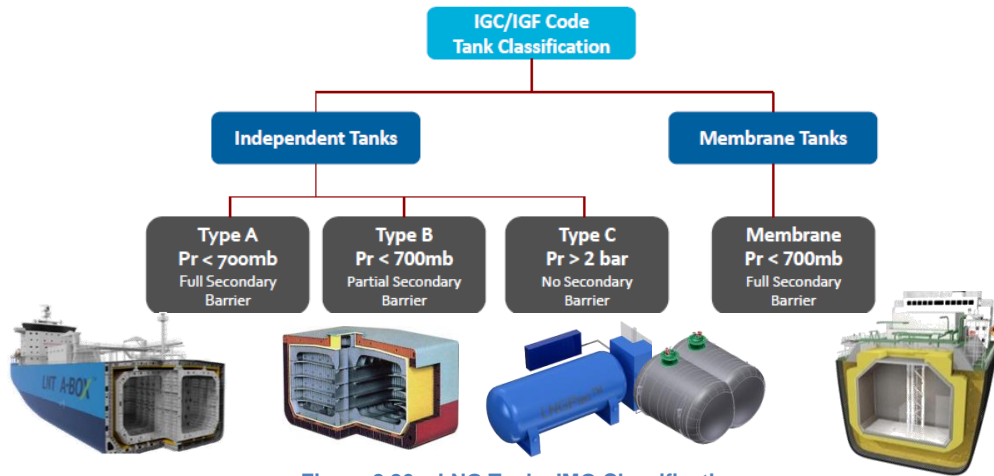 IGC/IGF Code
Tank Classification
Independent Tanks
Membrane Tanks
Type A
Pr < 700mb
Full Secondary
Barrier
Type B
Pr < 700mb
Partial Secondary
Barrier
Type C
Pr > 2 bar
No Secondary
Barrier
Membrane
Pr < 700mb
Full Secondary
Barrier
LNT A-BOX
LNGPac™